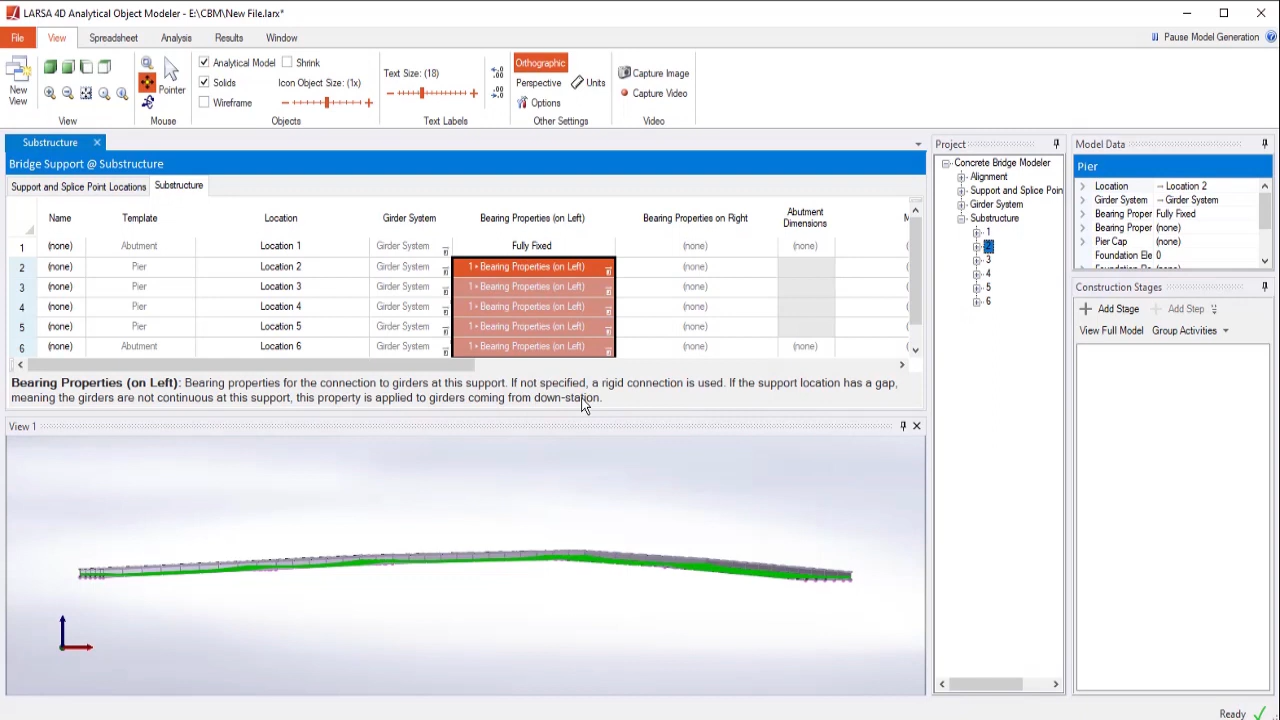 LARSA 4D Analytical Object Modeler - E:\CBM\New File.larx*
File View Spreadsheet Analysis Results Window Pause Model Generation
New View
View
Pointer
Mouse
Analytical Model Shrink
Solids Icon Object Size: (1x)
Wireframe
Objects
Text Size: (18)
Text Labels
Orthographic
Perspective Units
Options
Other Settings
Capture Image
Capture Video
Video
Substructure
Bridge Support @ Substructure
Support and Splice Point Locations Substructure
Name Template Location Girder System Bearing Properties (on Left) Bearing Properties on Right Abutment Dimensions
1 (none) Abutment Location 1 Girder System Fully Fixed (none) (none)
2 (none) Pier Location 2 Girder System 1 • Bearing Properties (on Left) (none)
3 (none) Pier Location 3 Girder System 1 • Bearing Properties (on Left) (none)
4 (none) Pier Location 4 Girder System 1 • Bearing Properties (on Left) (none)
5 (none) Pier Location 5 Girder System 1 • Bearing Properties (on Left) (none)
6 (none) Abutment Location 6 Girder System 1 • Bearing Properties (on Left) (none) (none)
Bearing Properties (on Left): Bearing properties for the connection to girders at this support. If not specified, a rigid connection is used. If the support location has a gap,
meaning the girders are not continuous at this support, this property is applied to girders coming from down-station.
View 1
Project
Concrete Bridge Modeler
Alignment
Support and Splice Poin
Girder System
Substructure
1
2
3
4
5
6
Model Data
Pier
Location → Location 2
Girder System → Girder System
Bearing Proper Fully Fixed
Bearing Proper (none)
Pier Cap (none)
Foundation Ele 0
Construction Stages
Add Stage Add Step
View Full Model Group Activities
Ready